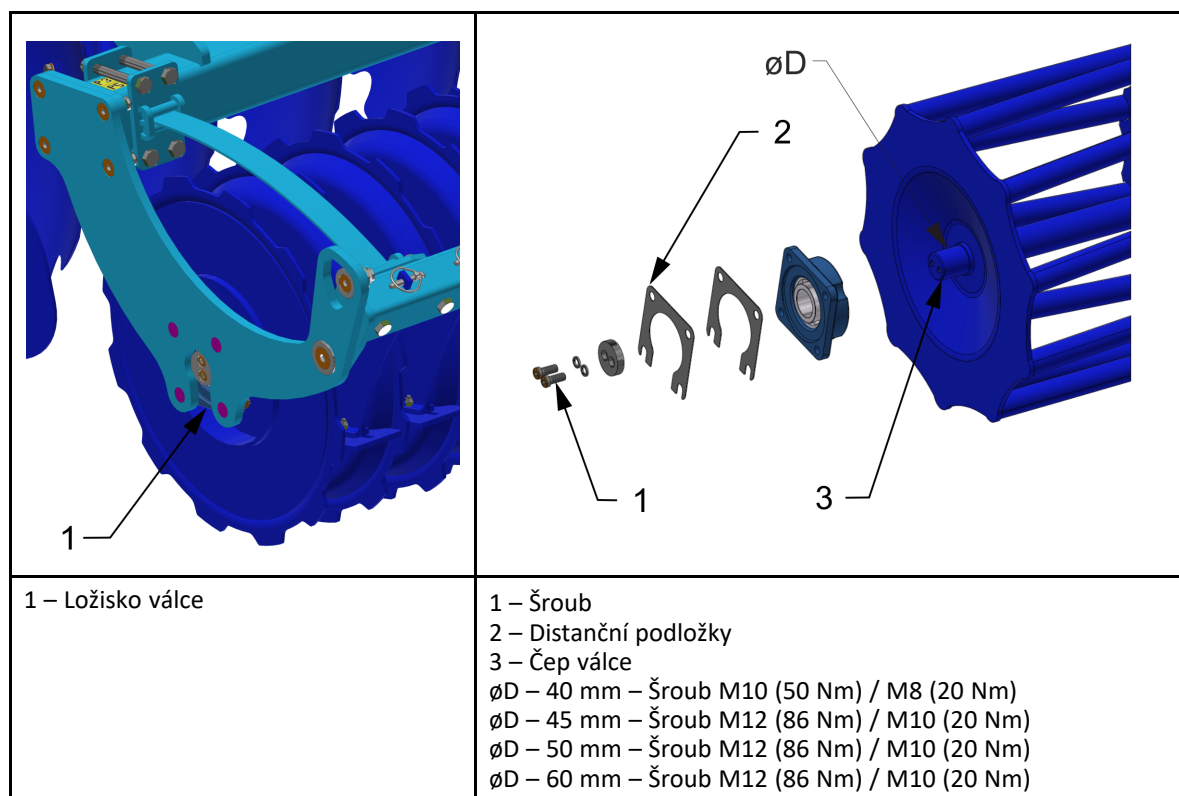 øD
2
1
3
1
1 – Ložisko válce
1 – Šroub
2 – Distanční podložky
3 – Čep válce
øD – 40 mm – Šroub M10 (50 Nm) / M8 (20 Nm)
øD – 45 mm – Šroub M12 (86 Nm) / M10 (20 Nm)
øD – 50 mm – Šroub M12 (86 Nm) / M10 (20 Nm)
øD – 60 mm – Šroub M12 (86 Nm) / M10 (20 Nm)